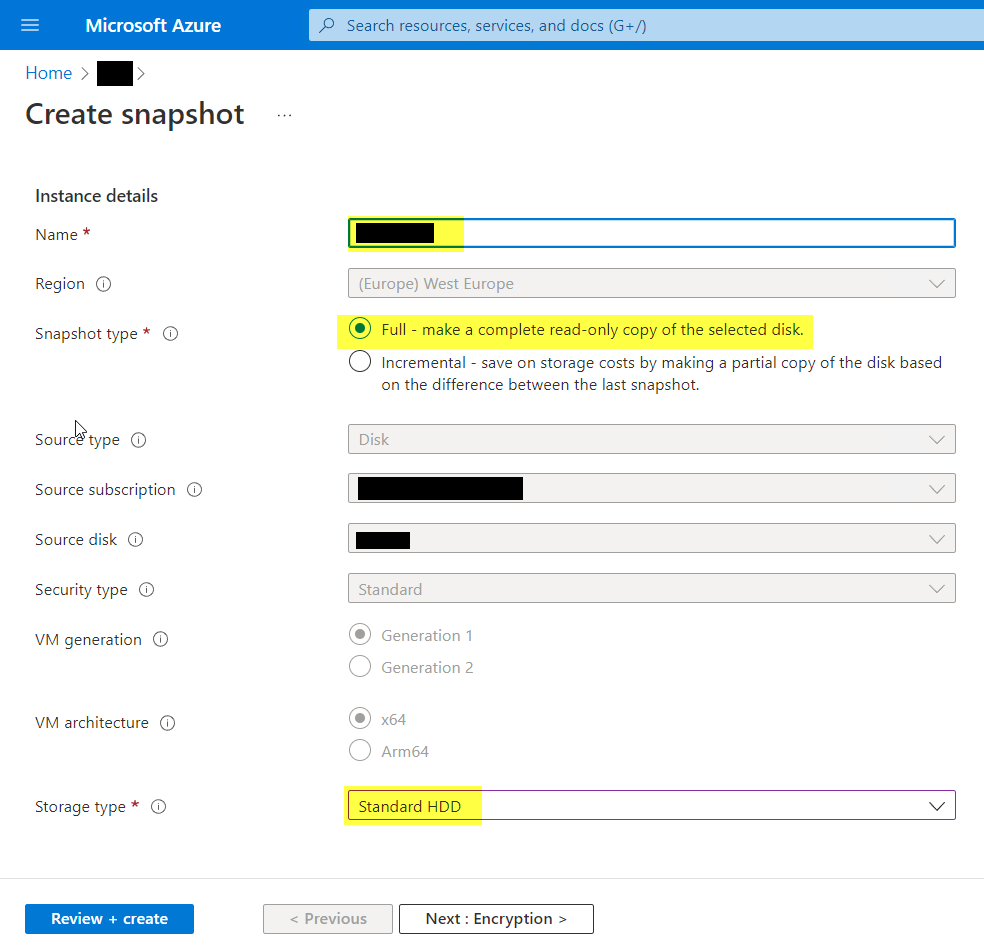 Microsoft Azure
Search resources, services, and docs (G+/)
Home >
>
Create snapshot ...
Instance details
Name *
Region
(Europe) West Europe
Snapshot type *
Full - make a complete read-only copy of the selected disk.
Incremental - save on storage costs by making a partial copy of the disk based
on the difference between the last snapshot.
Source type
Disk
Source subscription
Source disk
Security type
Standard
VM generation
Generation 1
Generation 2
VM architecture
x64
Arm64
Storage type *
Standard HDD
Review + create
< Previous
Next : Encryption >